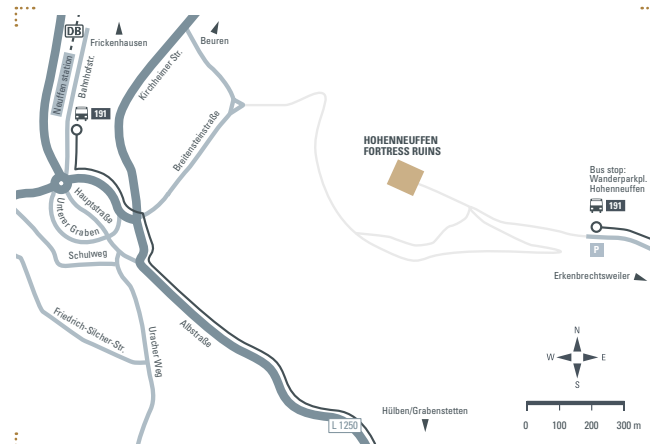 DB
Frickenhausen
Beuren
Neuffen station
Bahnhofstr.
191
Kirchheimer Str.
Breitensteinstraße
HOHENNEUFFEN
FORTRESS RUINS
Bus stop:
Wanderparkpl.
Hohenneuffen
191
P
Erkenbrechtsweiler
Hauptstraße
Unterer Graben
Schulweg
Friedrich-Silcher-Str.
Uracher Weg
Albstraße
L 1250
Hülben/Grabenstetten
N
W
E
S
0 100 200 300 m